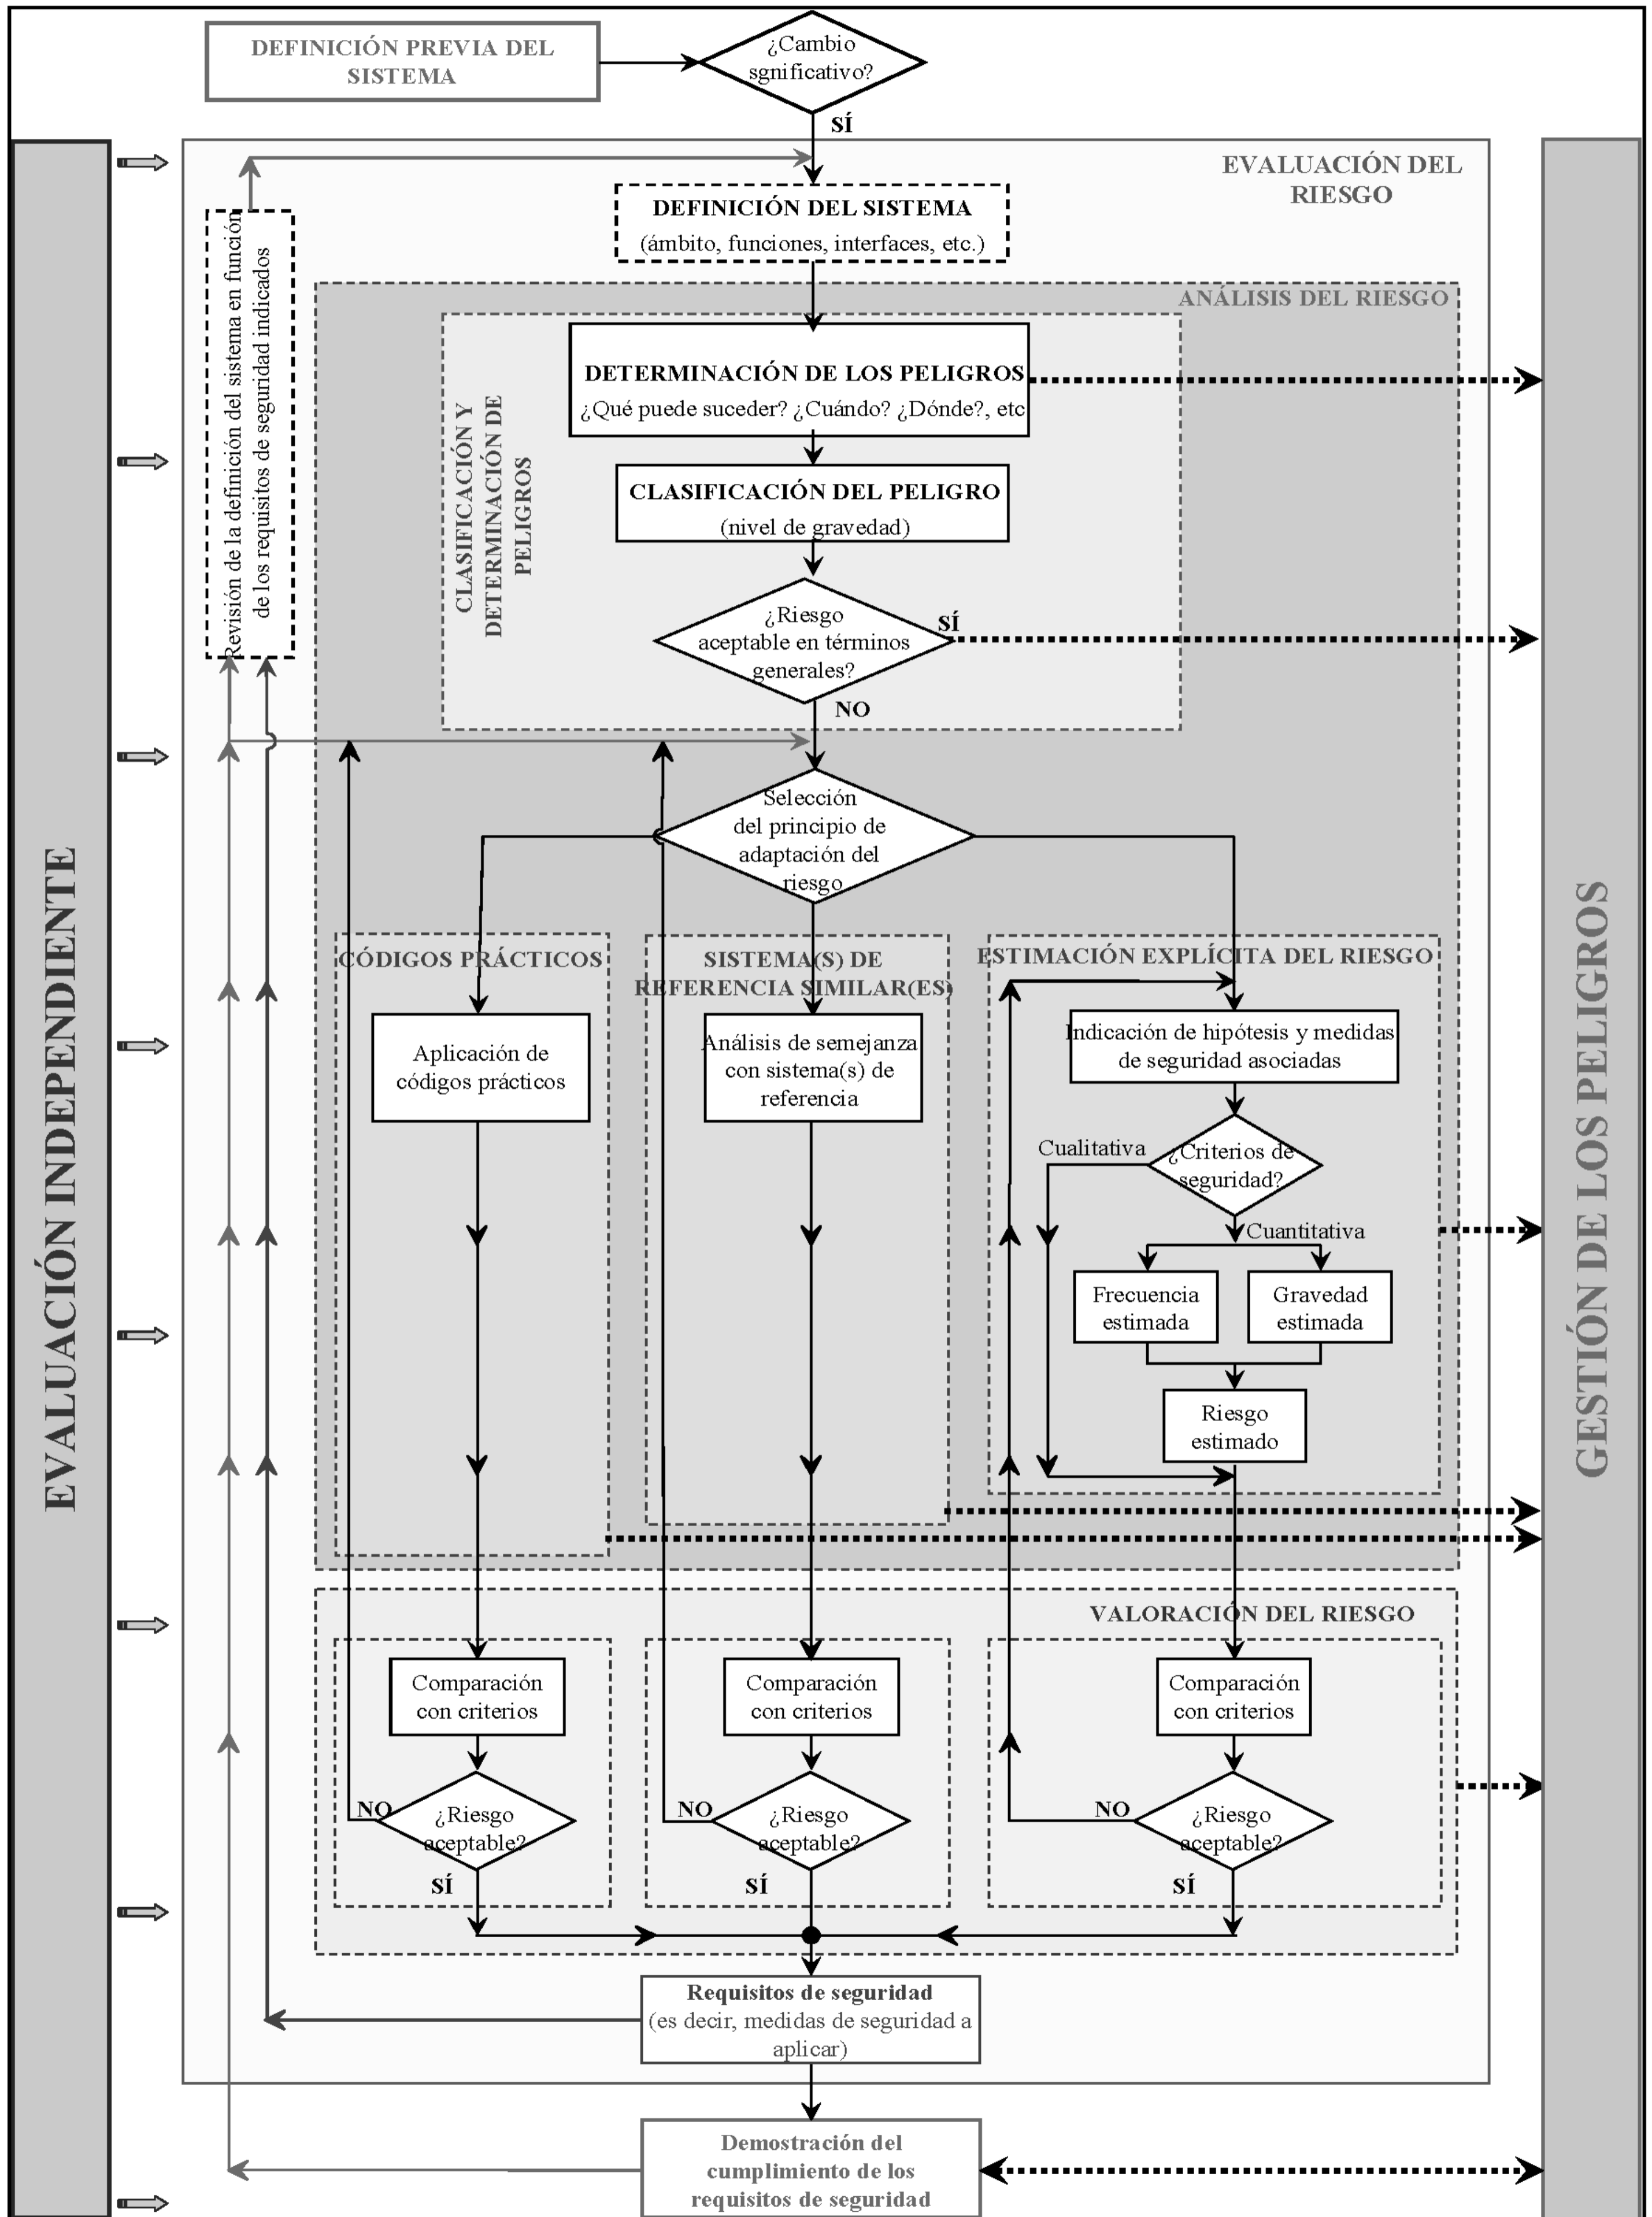 DEFINICIÓN PREVIA DEL
SISTEMA
¿Cambio
sgnificativo?
SÍ
EVALUACIÓN DEL
RIESGO
DEFINICIÓN DEL SISTEMA
(ámbito, funciones, interfaces, etc.)
Revisión de la definición del sistema en función
de los requisitos de seguridad indicados
ANÁLISIS DEL RIESGO
CLASIFICACIÓN Y
DETERMINACIÓN DE
PELIGROS
DETERMINACIÓN DE LOS PELIGROS
¿Qué puede suceder? ¿Cuándo? ¿Dónde?, etc
CLASIFICACIÓN DEL PELIGRO
(nivel de gravedad)
¿Riesgo
aceptable en términos
generales?
SÍ
NO
Selección
del principio de
adaptación del
riesgo
EVALUACIÓN INDEPENDIENTE
GESTIÓN DE LOS PELIGROS
CÓDIGOS PRÁCTICOS
Aplicación de
códigos prácticos
SISTEMA(S) DE
REFERENCIA SIMILAR(ES)
Análisis de semejanza
con sistema(s) de
referencia
ESTIMACIÓN EXPLÍCITA DEL RIESGO
Indicación de hipótesis y medidas
de seguridad asociadas
Cualitativa
¿Criterios de
seguridad?
Cuantitativa
Frecuencia
estimada
Gravedad
estimada
Riesgo
estimado
VALORACIÓN DEL RIESGO
Comparación
con criterios
NO
¿Riesgo
aceptable?
SÍ
Comparación
con criterios
NO
¿Riesgo
aceptable?
SÍ
Comparación
con criterios
NO
¿Riesgo
aceptable?
SÍ
Requisitos de seguridad
(es decir, medidas de seguridad a
aplicar)
Demostración del
cumplimiento de los
requisitos de seguridad